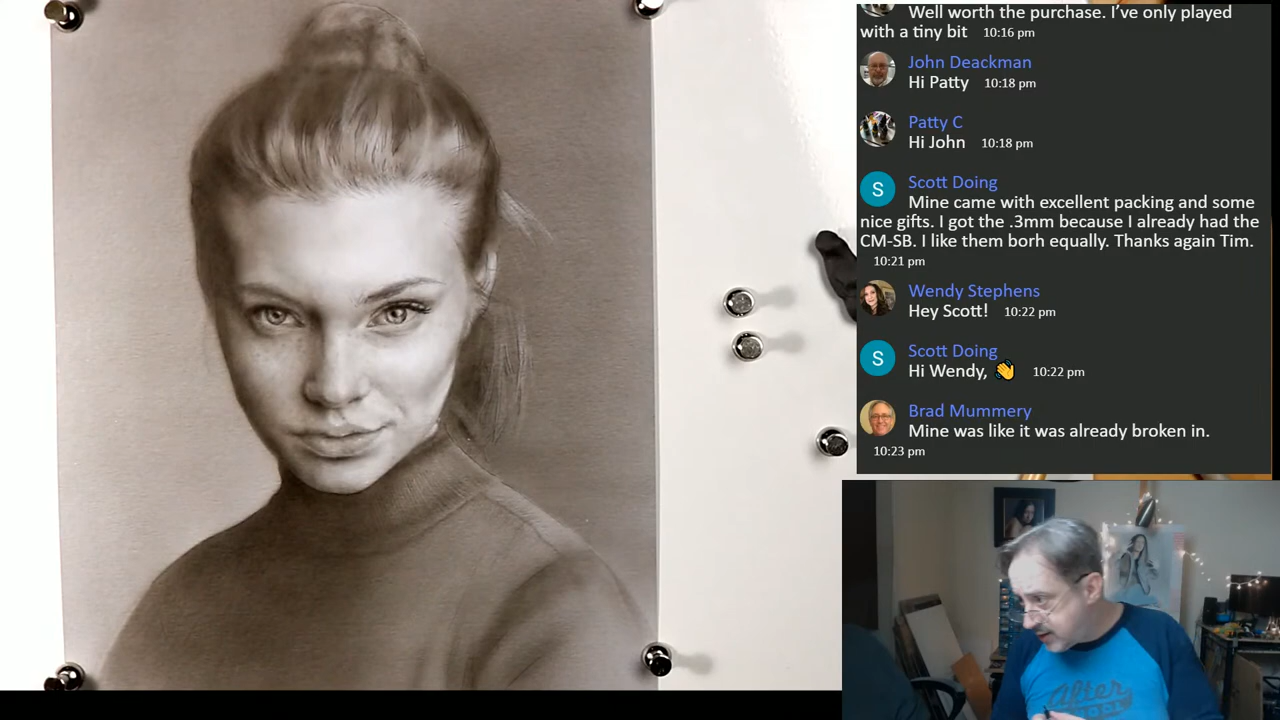 Well worth the purchase. I've only played
with a tiny bit 10:16 pm
John Deackman
Hi Patty 10:18 pm
Patty C
Hi John 10:18 pm
S
Scott Doing
Mine came with excellent packing and some
nice gifts. I got the .3mm because I already had the
CM-SB. I like them borh equally. Thanks again Tim.
10:21 pm
Wendy Stephens
Hey Scott! 10:22 pm
S
Scott Doing
Hi Wendy, 👋 10:22 pm
Brad Mummery
Mine was like it was already broken in.
10:23 pm
After